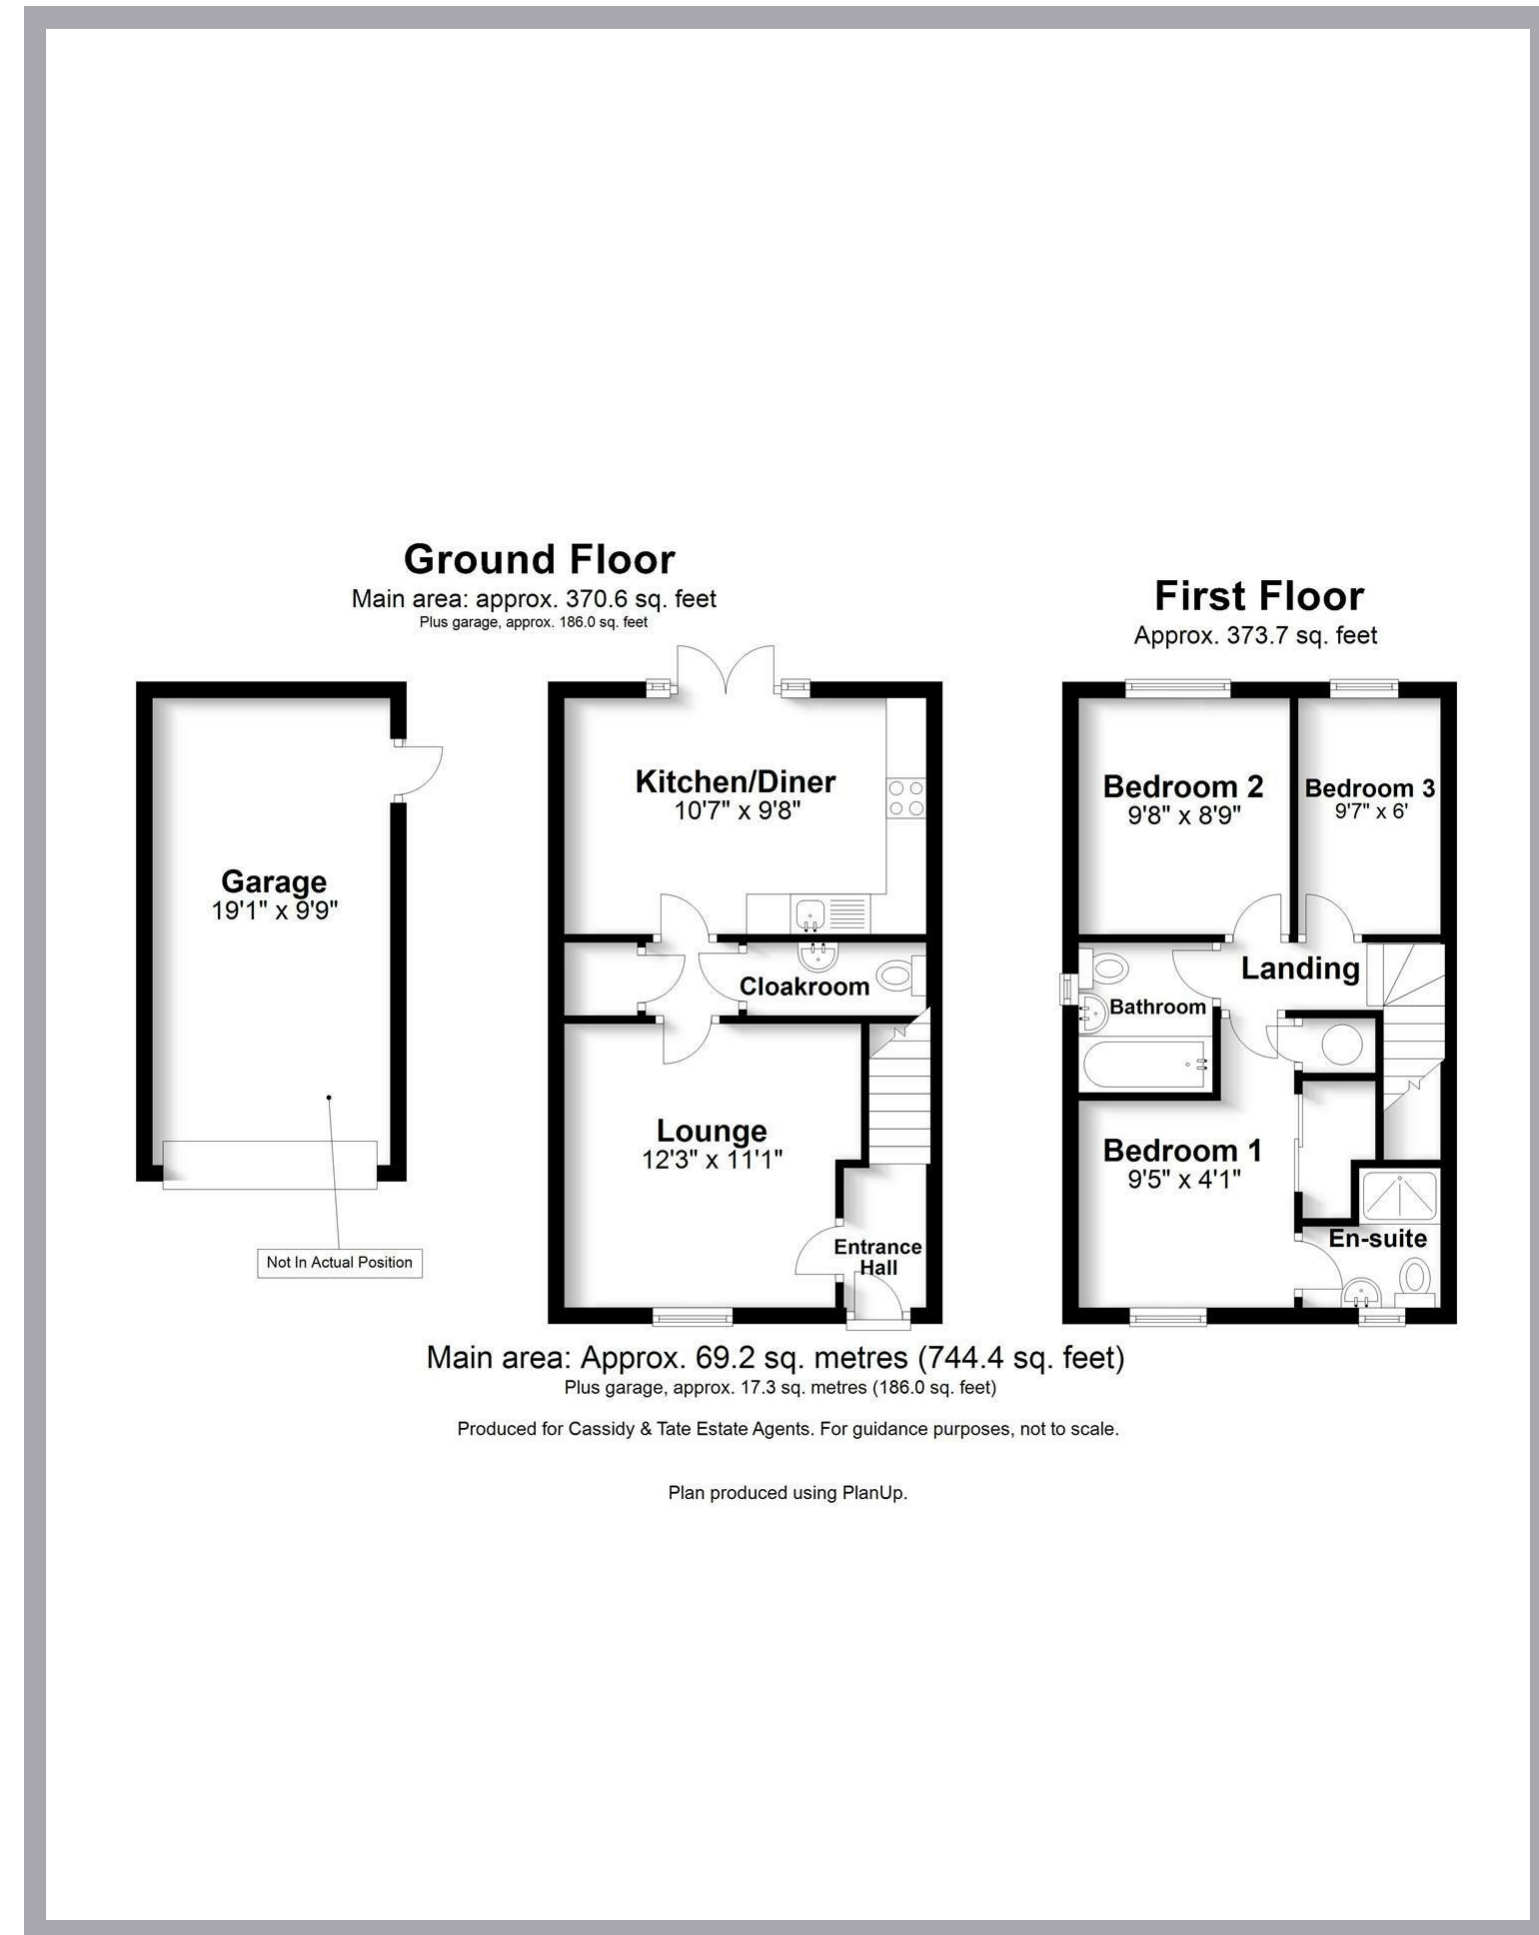 Ground Floor
Main area: approx. 370.6 sq. feet
Plus garage, approx. 186.0 sq. feet
First Floor
Approx. 373.7 sq. feet
Kitchen/Diner
10'7" x 9'8"
Bedroom 2
9'8" x 8'9"
Bedroom 3
9'7" x 6'
Garage
19'1" x 9'9"
Cloakroom
Landing
Bathroom
Lounge
12'3" x 11'1"
Bedroom 1
9'5" x 4'1"
Entrance
Hall
En-suite
Not In Actual Position
Main area: Approx. 69.2 sq. metres (744.4 sq. feet)
Plus garage, approx. 17.3 sq. metres (186.0 sq. feet)
Produced for Cassidy & Tate Estate Agents. For guidance purposes, not to scale.
Plan produced using PlanUp.